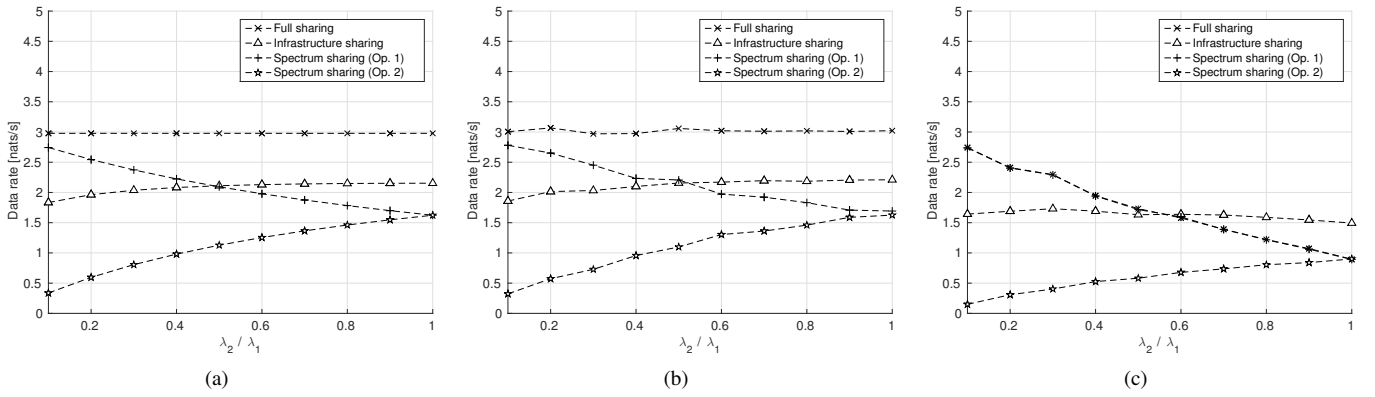 5
4.5
4
3.5
3
2.5
2
1.5
1
0.5
0
Data rate [nats/s]
0.2 0.4 0.6 0.8 1
λ2 / λ1
Full sharing
Infrastructure sharing
Spectrum sharing (Op. 1)
Spectrum sharing (Op. 2)
(a)
5
4.5
4
3.5
3
2.5
2
1.5
1
0.5
0
Data rate [nats/s]
0.2 0.4 0.6 0.8 1
λ2 / λ1
Full sharing
Infrastructure sharing
Spectrum sharing (Op. 1)
Spectrum sharing (Op. 2)
(b)
5
4.5
4
3.5
3
2.5
2
1.5
1
0.5
0
Data rate [nats/s]
0.2 0.4 0.6 0.8 1
λ2 / λ1
Full sharing
Infrastructure sharing
Spectrum sharing (Op. 1)
Spectrum sharing (Op. 2)
(c)